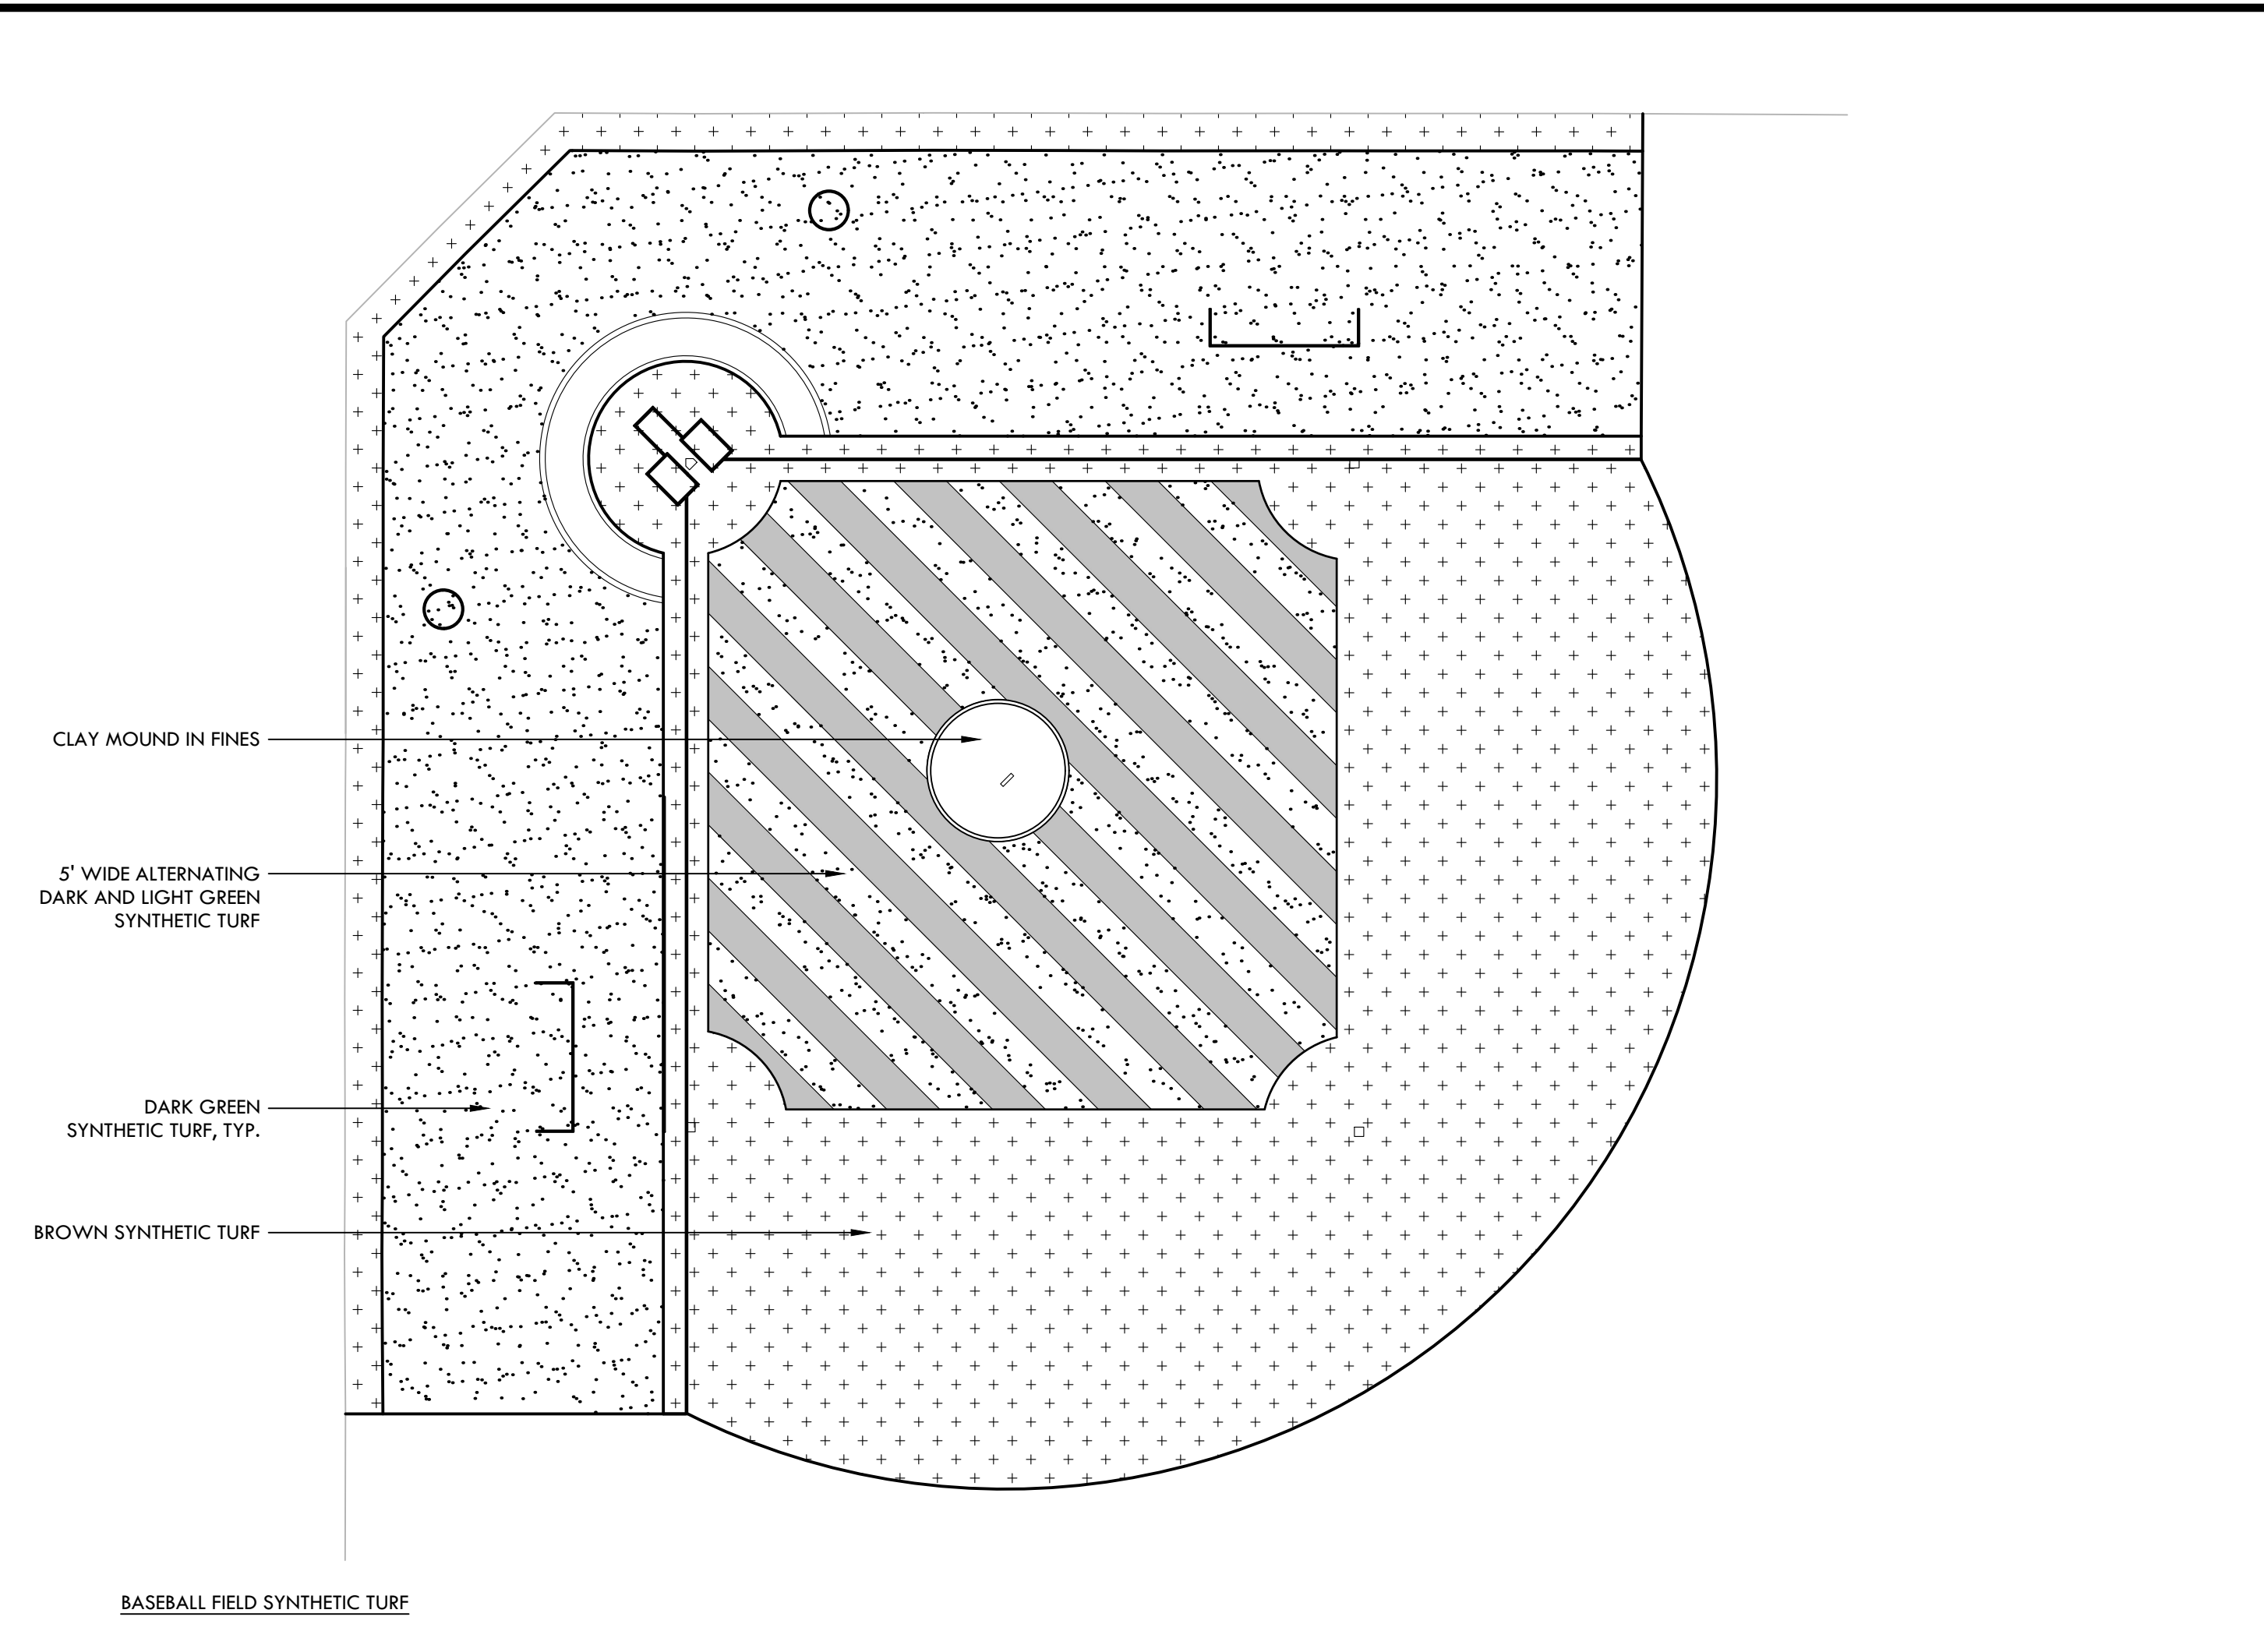 CLAY MOUND IN FINES
5' WIDE ALTERNATING
DARK AND LIGHT GREEN
SYNTHETIC TURF
DARK GREEN
SYNTHETIC TURF, TYP.
BROWN SYNTHETIC TURF
BASEBALL FIELD SYNTHETIC TURF